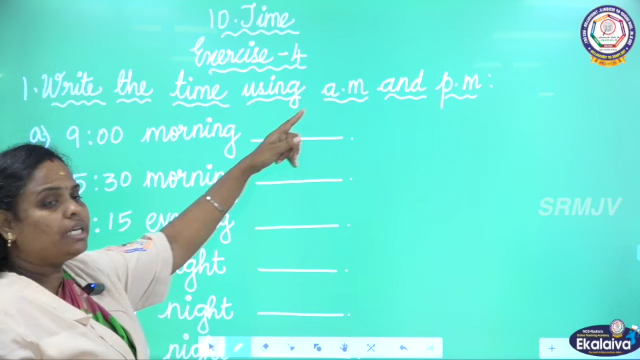 10. Time
Exercise - 4
1. Write the time using a.m and p.m:
a) 9:00 morning
5:30 morning
:15 evening
night
night
night
SRMJV
Ekalaiva